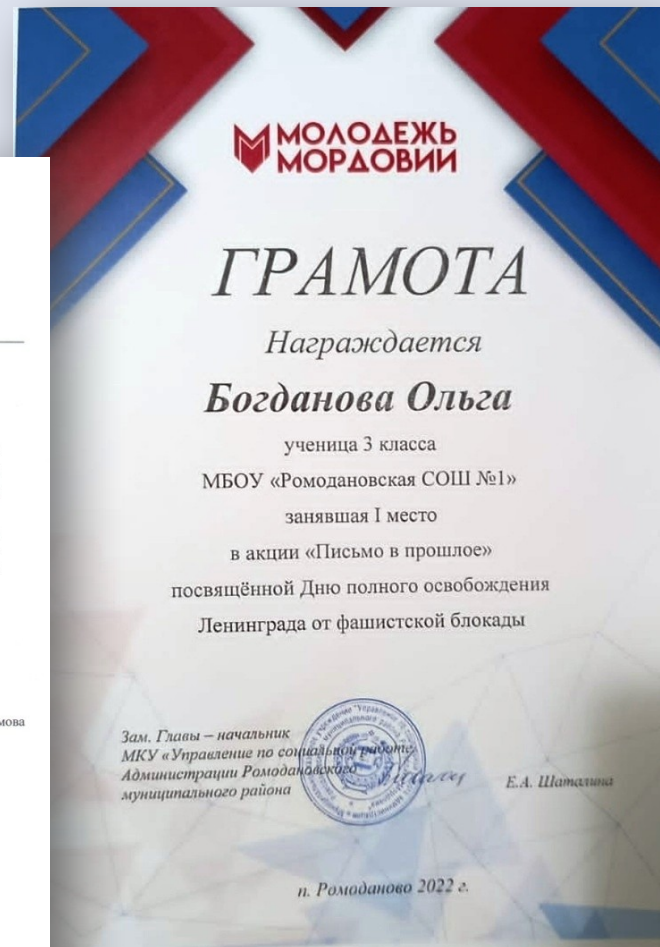 МОЛОДЕЖЬ
МОРДОВИИ
ГРАМОТА
Награждается
Богданова Ольга
ученица 3 класса
МБОУ «Ромодановская СОШ №1»
занявшая I место
в акции «Письмо в прошлое»
посвящённой Дню полного освобождения
Ленинграда от фашистской блокады
мова
Зам. Главы – начальник
МКУ «Управление по социальной работе
Администрации Ромодановского
муниципального района
Е.А. Шаталина
п. Ромоданово 2022 г.